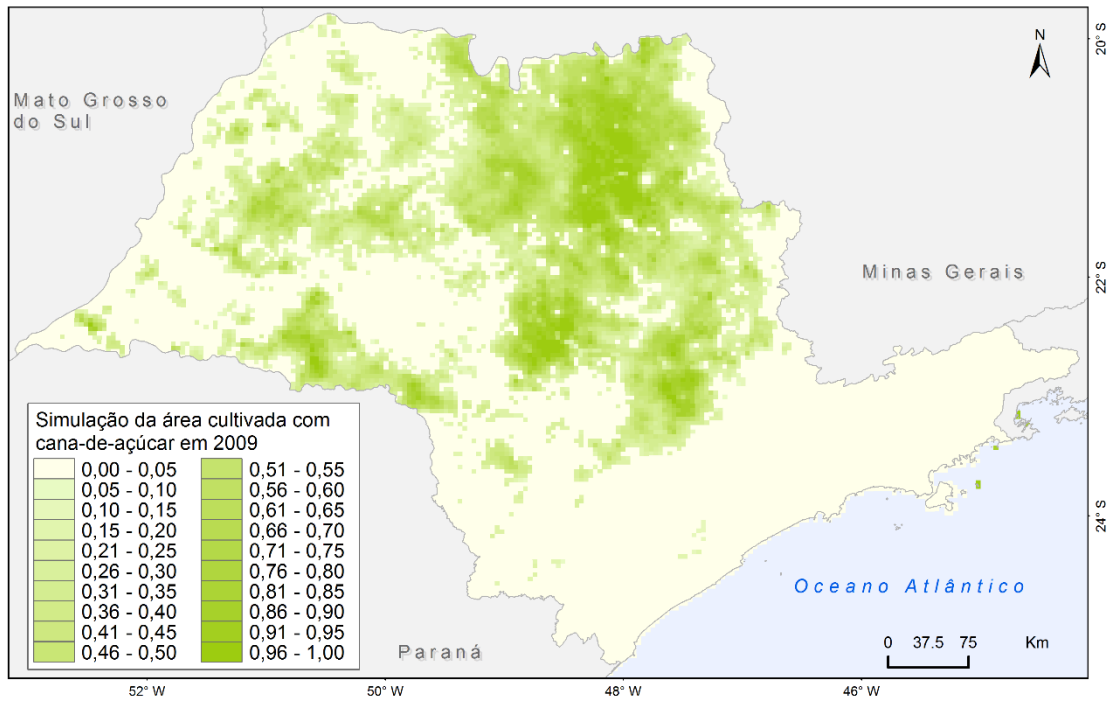 N
20° S
Mato Grosso
do Sul
Minas Gerais
22° S
Simulação da área cultivada com
cana-de-açúcar em 2009
0,00 - 0,05
0,05 - 0,10
0,10 - 0,15
0,15 - 0,20
0,21 - 0,25
0,26 - 0,30
0,31 - 0,35
0,36 - 0,40
0,41 - 0,45
0,46 - 0,50
0,51 - 0,55
0,56 - 0,60
0,61 - 0,65
0,66 - 0,70
0,71 - 0,75
0,76 - 0,80
0,81 - 0,85
0,86 - 0,90
0,91 - 0,95
0,96 - 1,00
24° S
Oceano Atlântico
Paraná
0 37.5 75 Km
52° W 50° W 48° W 46° W